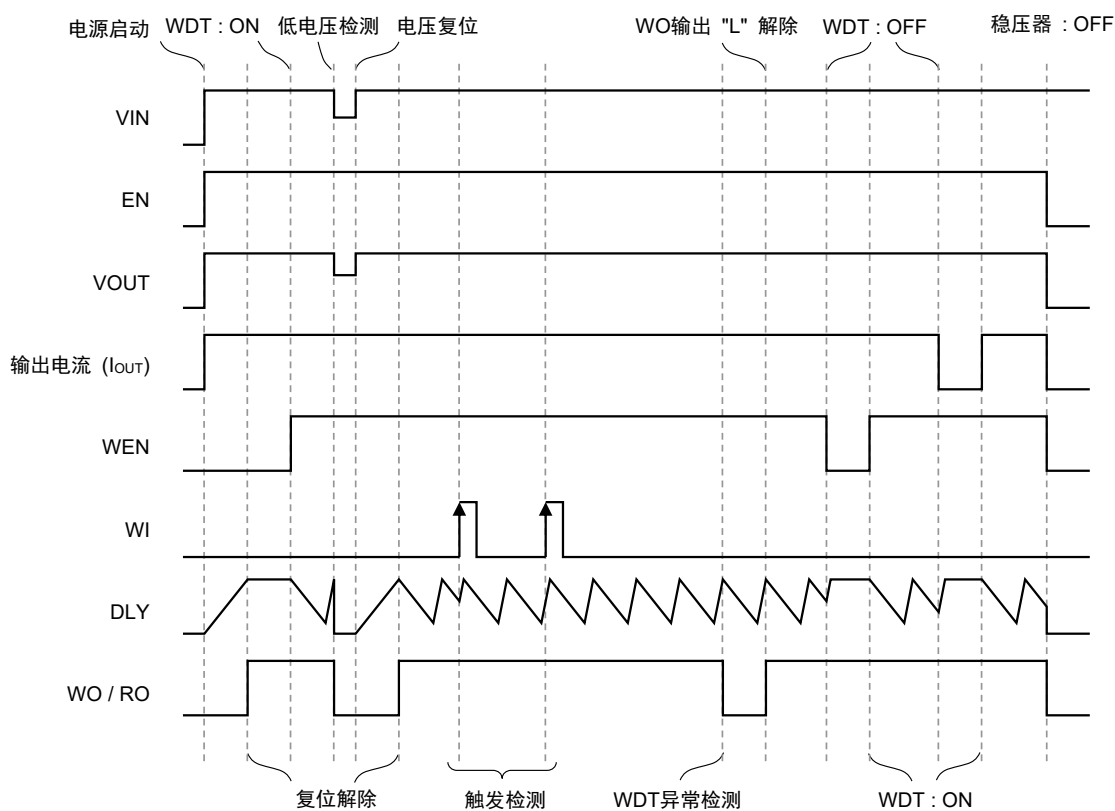 电源启动 WDT : ON 低电压检测 电压复位 WO输出 "L" 解除 WDT : OFF 稳压器 : OFF
VIN
EN
VOUT
输出电流 (IOUT)
WEN
WI
DLY
WO / RO
复位解除 触发检测 WDT异常检测 WDT : ON